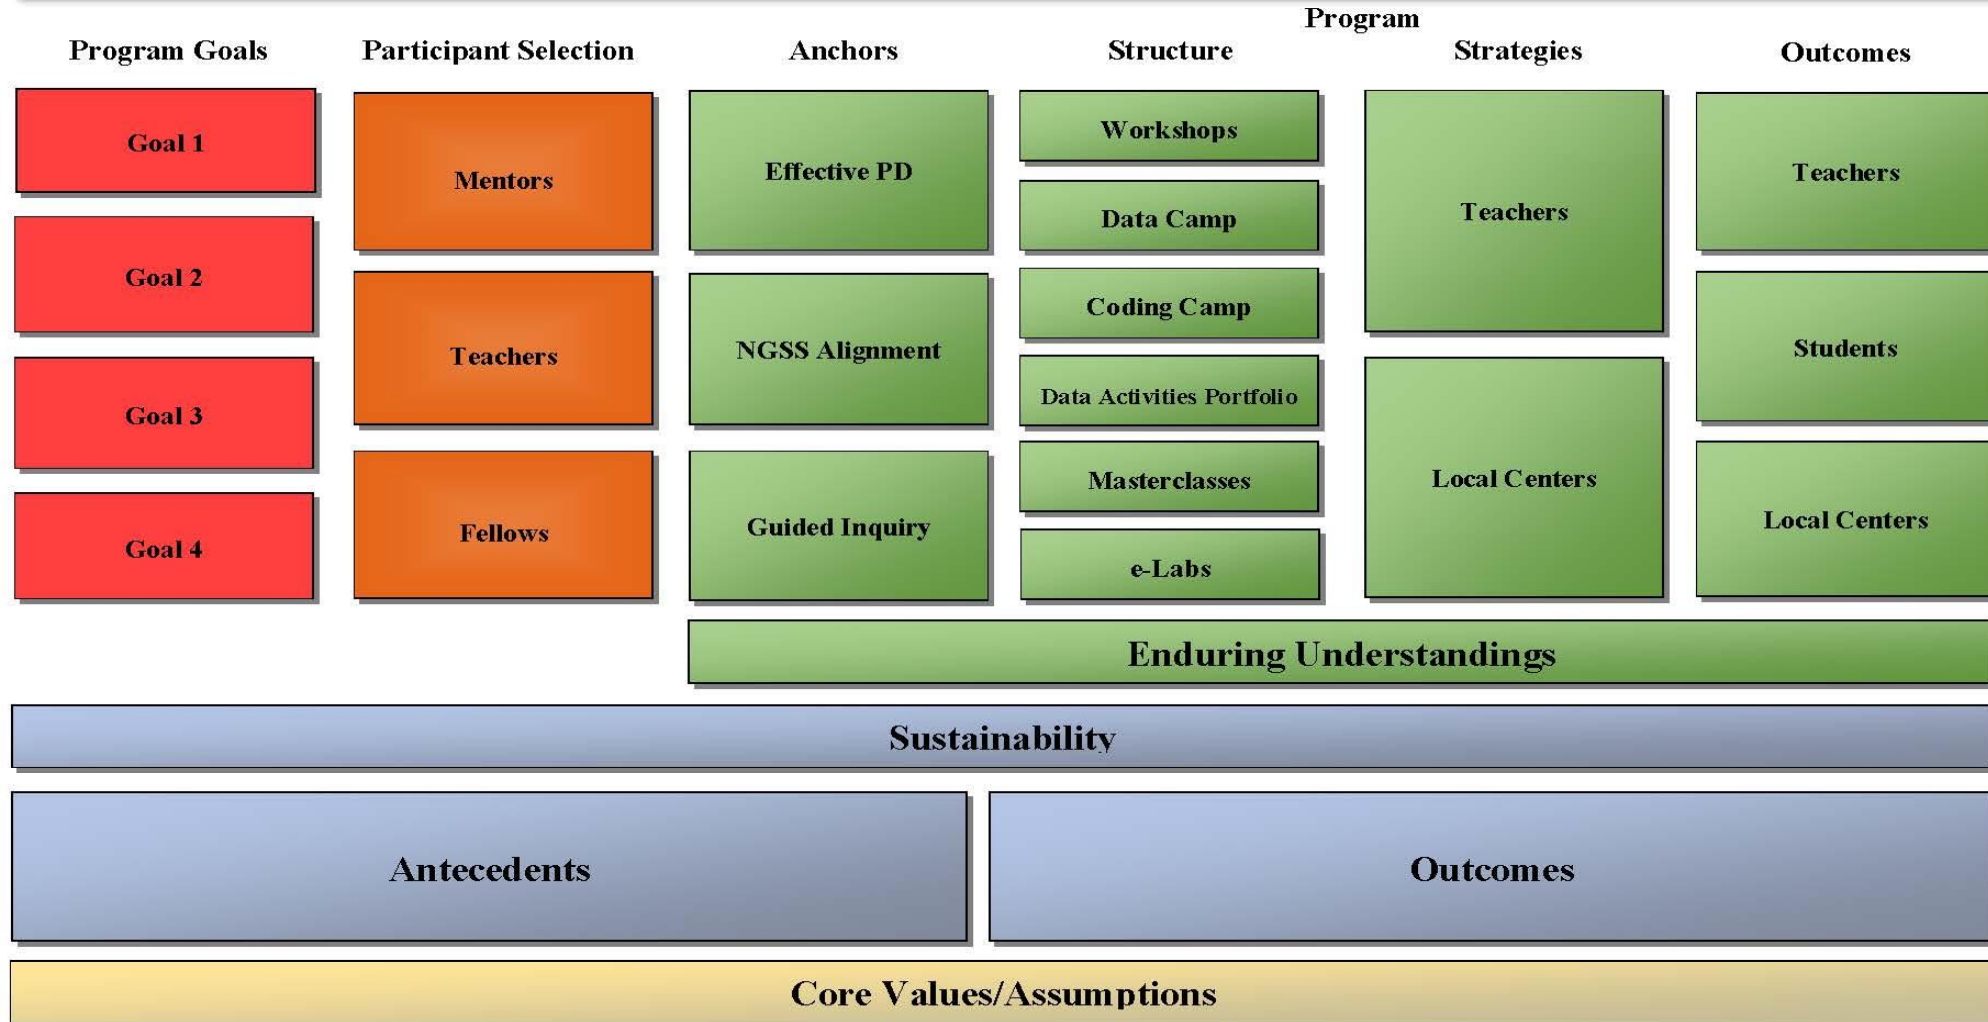 Program
Program Goals
Participant Selection
Anchors
Structure
Strategies
Outcomes
Goal 1
Goal 2
Goal 3
Goal 4
Mentors
Teachers
Fellows
Effective PD
NGSS Alignment
Guided Inquiry
Workshops
Data Camp
Coding Camp
Data Activities Portfolio
Masterclasses
e-Labs
Teachers
Local Centers
Teachers
Students
Local Centers
Enduring Understandings
Sustainability
Antecedents
Outcomes
Core Values/Assumptions